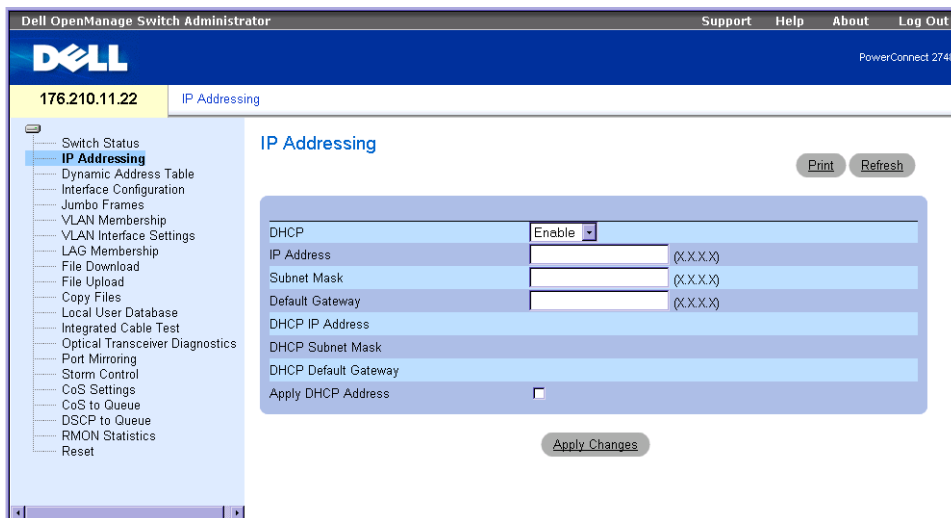 Dell OpenManage Switch Administrator
Support Help About Log Out
DELL
PowerConnect 2748
176.210.11.22
IP Addressing
Switch Status
IP Addressing
Dynamic Address Table
Interface Configuration
Jumbo Frames
VLAN Membership
VLAN Interface Settings
LAG Membership
File Download
File Upload
Copy Files
Local User Database
Integrated Cable Test
Optical Transceiver Diagnostics
Port Mirroring
Storm Control
CoS Settings
CoS to Queue
DSCP to Queue
RMON Statistics
Reset
IP Addressing
Print Refresh
DHCP Enable
IP Address (X.X.X.X)
Subnet Mask (X.X.X.X)
Default Gateway (X.X.X.X)
DHCP IP Address
DHCP Subnet Mask
DHCP Default Gateway
Apply DHCP Address
Apply Changes